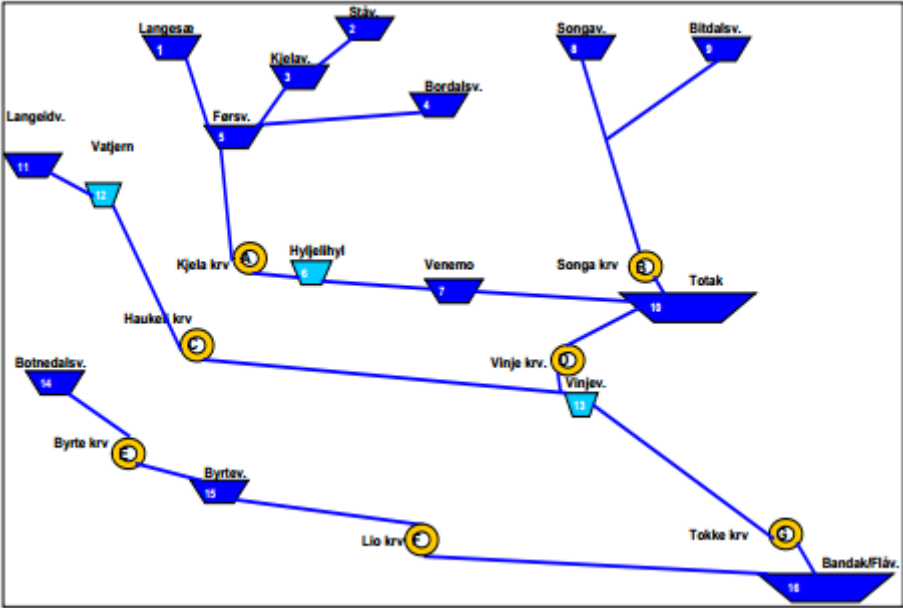 Ståv.
2
Langesæ
1
Songav.
8
Bitdalsv.
9
Kjelav.
3
Bordalsv.
4
Førsv.
5
Langeidv.
11
Vatjern
12
Kjela krv
A
Hyljelihyl
6
Venemo
7
Songa krv
B
Totak
10
Haukeli krv
C
Vinje krv.
D
Botnedalsv.
14
Vinjev.
13
Byrte krv
E
Byrtev.
15
Lio krv
F
Tokke krv
G
Bandak/Flåv.
16